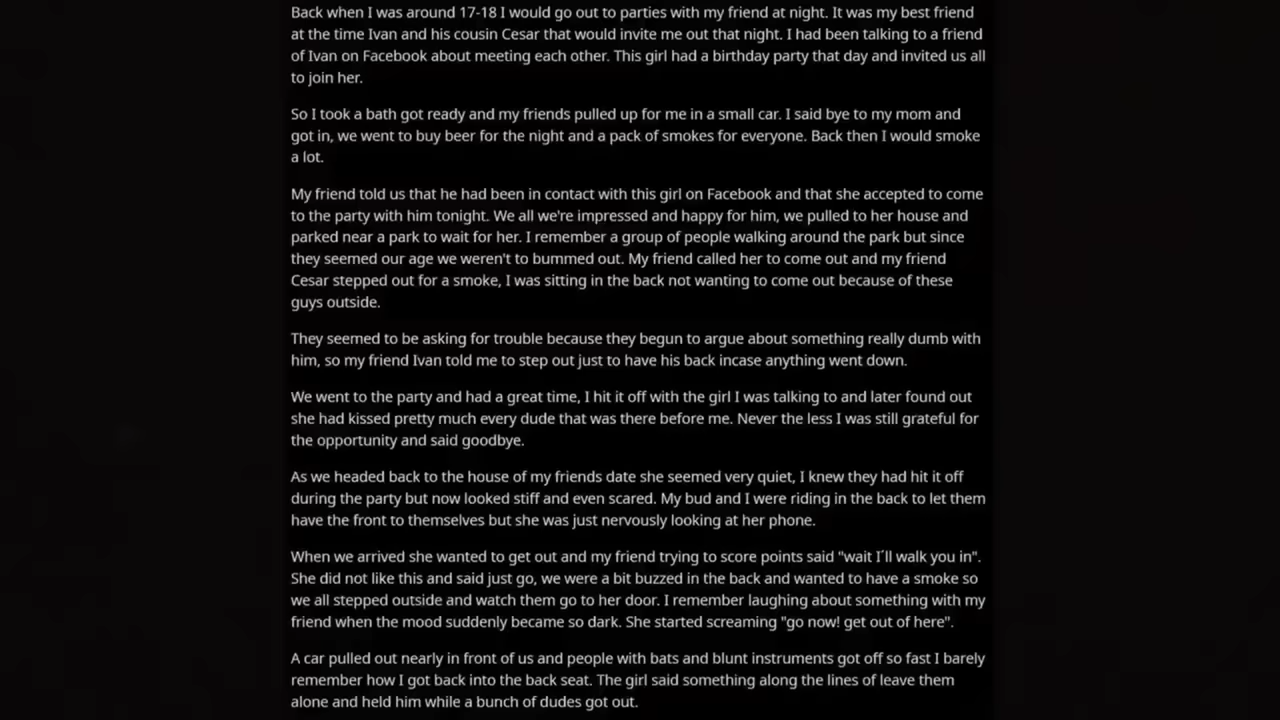 Back when I was around 17-18 I would go out to parties with my friend at night. It was my best friend
at the time Ivan and his cousin Cesar that would invite me out that night. I had been talking to a friend
of Ivan on Facebook about meeting each other. This girl had a birthday party that day and invited us all
to join her.
So I took a bath got ready and my friends pulled up for me in a small car. I said bye to my mom and
got in, we went to buy beer for the night and a pack of smokes for everyone. Back then I would smoke
a lot.
My friend told us that he had been in contact with this girl on Facebook and that she accepted to come
to the party with him tonight. We all we're impressed and happy for him, we pulled to her house and
parked near a park to wait for her. I remember a group of people walking around the park but since
they seemed our age we weren't to bummed out. My friend called her to come out and my friend
Cesar stepped out for a smoke, I was sitting in the back not wanting to come out because of these
guys outside.
They seemed to be asking for trouble because they begun to argue about something really dumb with
him, so my friend Ivan told me to step out just to have his back incase anything went down.
We went to the party and had a great time, I hit it off with the girl I was talking to and later found out
she had kissed pretty much every dude that was there before me. Never the less I was still grateful for
the opportunity and said goodbye.
As we headed back to the house of my friends date she seemed very quiet, I knew they had hit it off
during the party but now looked stiff and even scared. My bud and I were riding in the back to let them
have the front to themselves but she was just nervously looking at her phone.
When we arrived she wanted to get out and my friend trying to score points said "wait I´ll walk you in".
She did not like this and said just go, we were a bit buzzed in the back and wanted to have a smoke so
we all stepped outside and watch them go to her door. I remember laughing about something with my
friend when the mood suddenly became so dark. She started screaming "go now! get out of here".
A car pulled out nearly in front of us and people with bats and blunt instruments got off so fast I barely
remember how I got back into the back seat. The girl said something along the lines of leave them
alone and held him while a bunch of dudes got out.